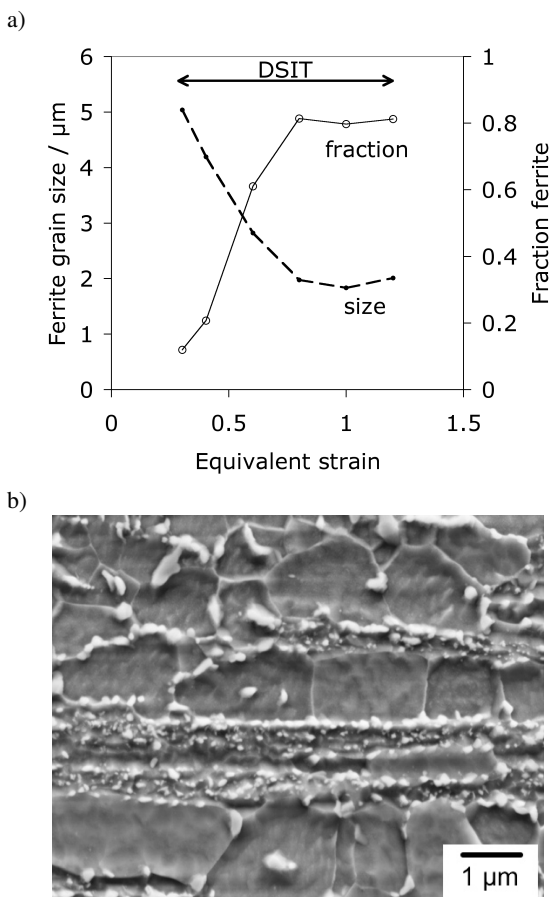 a)
DSIT
6
5
4
3
2
1
0
Ferrite grain size / µm
1
0.8
0.6
0.4
0.2
0
Fraction ferrite
fraction
size
0
0.5
1
1.5
Equivalent strain
b)
1 µm